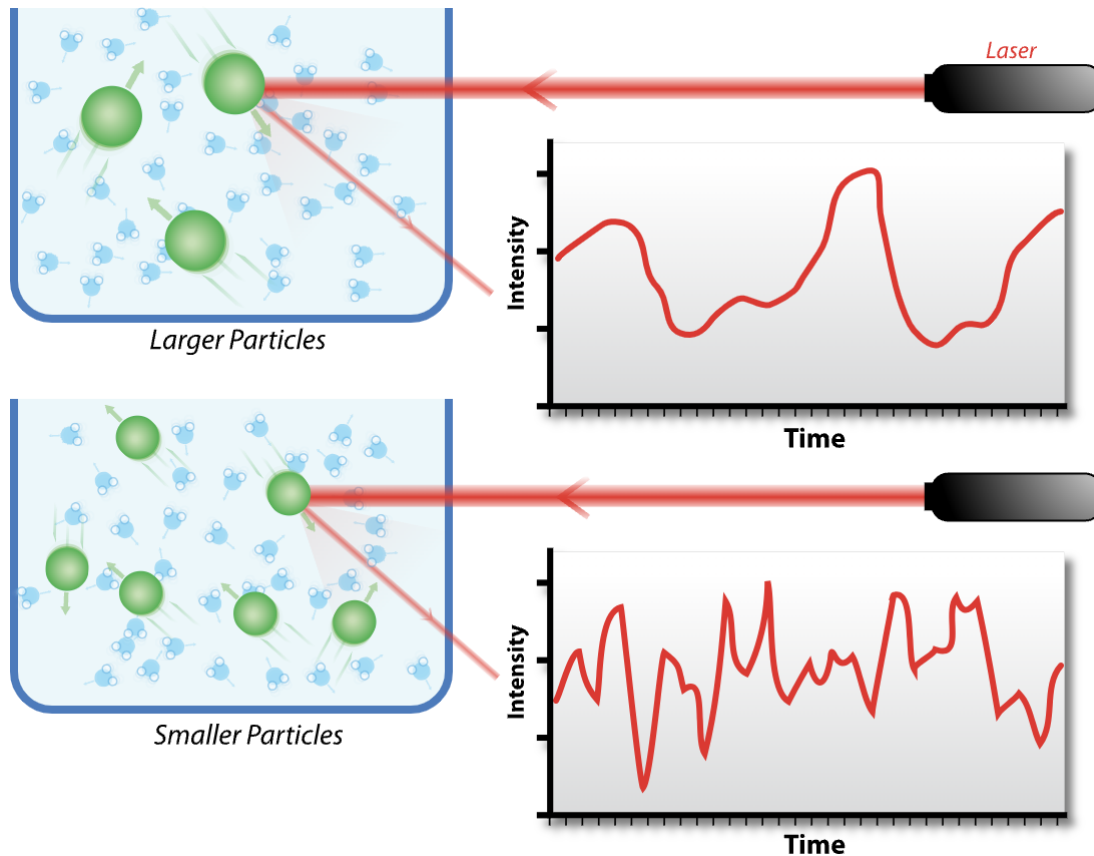 Laser
Intensity
Time
Larger Particles
Intensity
Time
Smaller Particles